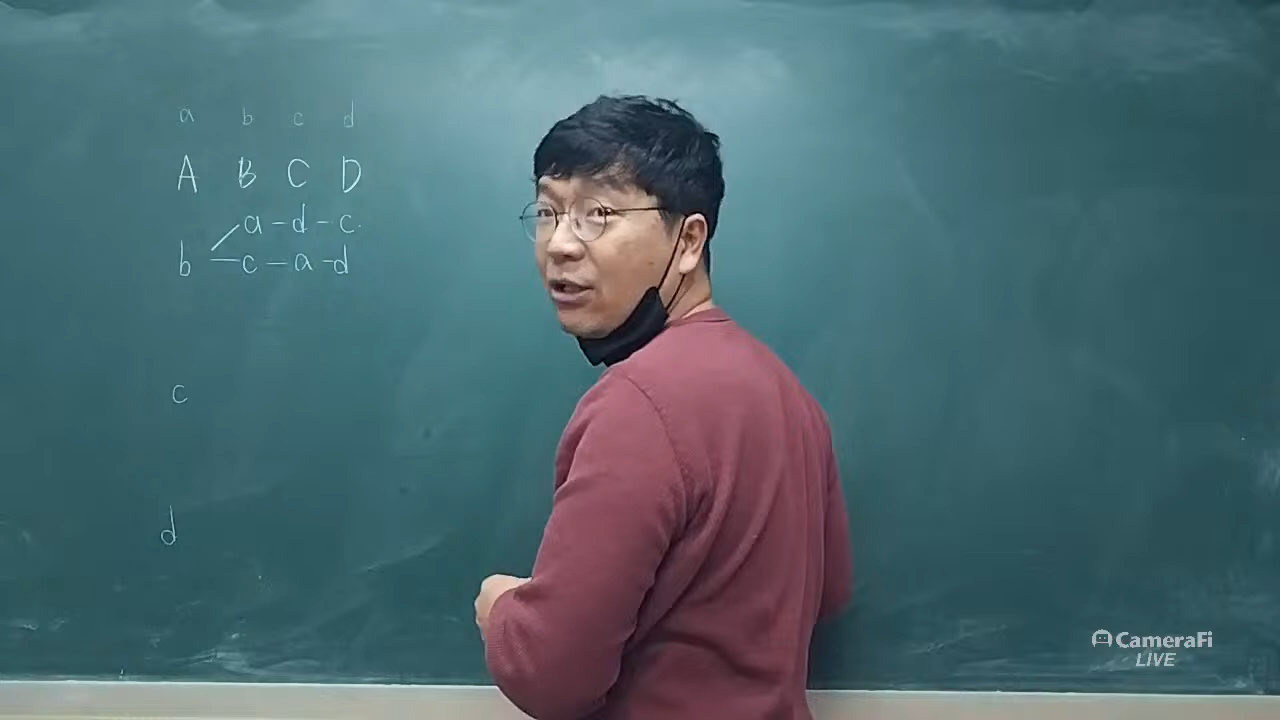 a b c d
A B C D
a-d-c.
b c-a-d
c
d
CameraFi
LIVE